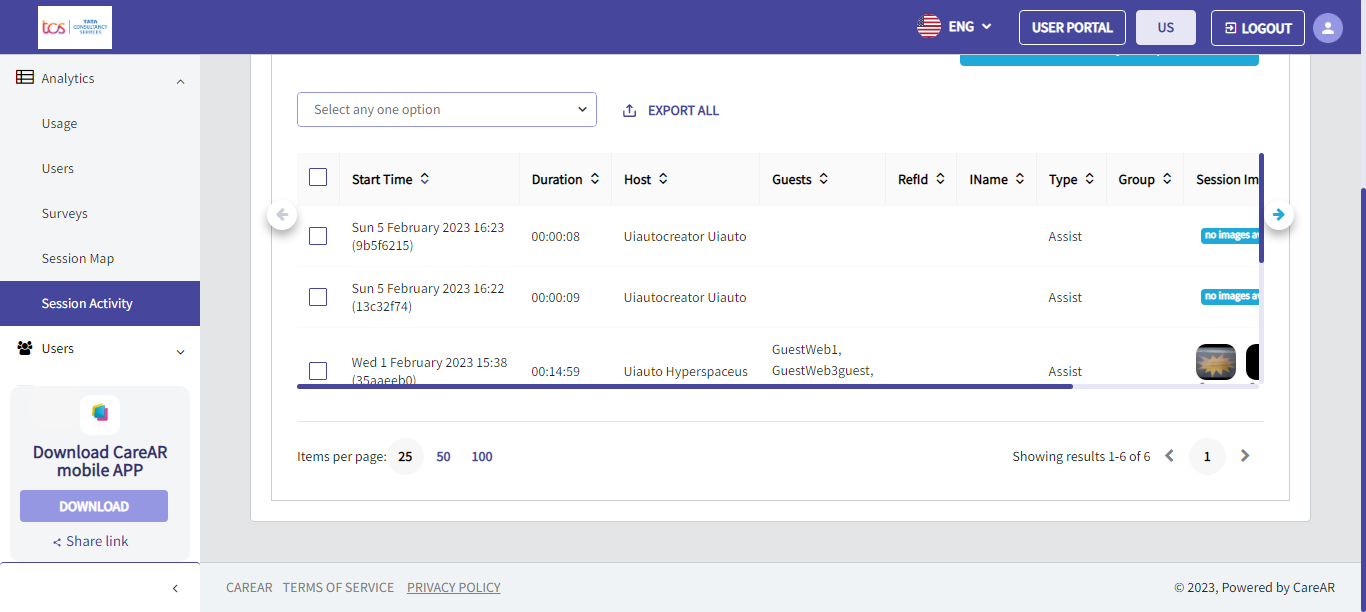 tcs TATA CONSULTANCY SERVICES
ENG
USER PORTAL
US
LOGOUT
Analytics
Usage
Users
Surveys
Session Map
Session Activity
Users
Download CareAR
mobile APP
DOWNLOAD
Share link
Select any one option
EXPORT ALL
Start Time Duration Host Guests RefId IName Type Group Session Im
Sun 5 February 2023 16:23
(9b5f6215)
00:00:08 Uiautocreator Uiauto Assist no images av
Sun 5 February 2023 16:22
(13c32f74)
00:00:09 Uiautocreator Uiauto Assist no images av
Wed 1 February 2023 15:38
(35aaeeb0)
00:14:59 Uiauto Hyperspaceus
GuestWeb1,
GuestWeb3guest,
Assist
Items per page: 25 50 100
Showing results 1-6 of 6 1
CAREAR TERMS OF SERVICE PRIVACY POLICY
© 2023, Powered by CareAR